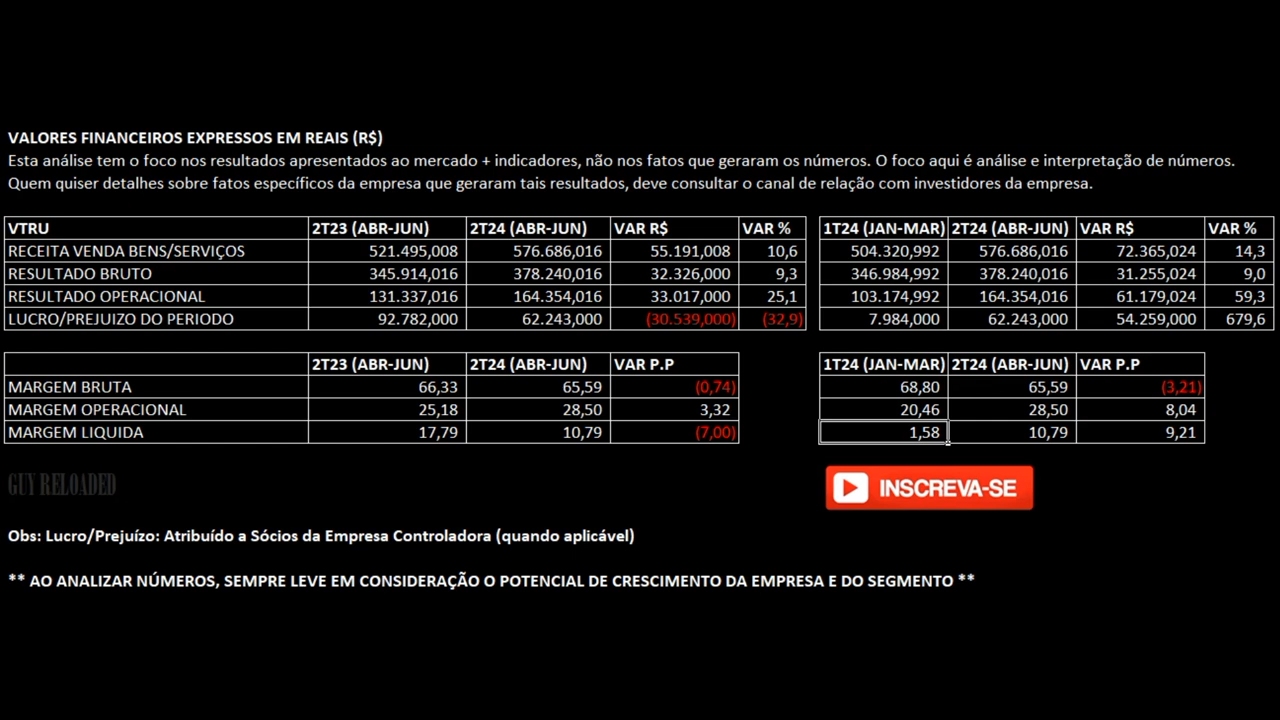 VALORES FINANCEIROS EXPRESSOS EM REAIS (R$)
Esta análise tem o foco nos resultados apresentados ao mercado + indicadores, não nos fatos que geraram os números. O foco aqui é análise e interpretação de números.
Quem quiser detalhes sobre fatos específicos da empresa que geraram tais resultados, deve consultar o canal de relação com investidores da empresa.
VTRU 2T23 (ABR-JUN) 2T24 (ABR-JUN) VAR R$ VAR % 1T24 (JAN-MAR) 2T24 (ABR-JUN) VAR R$ VAR %
RECEITA VENDA BENS/SERVIÇOS 521.495,008 576.686,016 55.191,008 10,6 504.320,992 576.686,016 72.365,024 14,3
RESULTADO BRUTO 345.914,016 378.240,016 32.326,000 9,3 346.984,992 378.240,016 31.255,024 9,0
RESULTADO OPERACIONAL 131.337,016 164.354,016 33.017,000 25,1 103.174,992 164.354,016 61.179,024 59,3
LUCRO/PREJUIZO DO PERIODO 92.782,000 62.243,000 (30.539,000) (32,9) 7.984,000 62.243,000 54.259,000 679,6
2T23 (ABR-JUN) 2T24 (ABR-JUN) VAR P.P 1T24 (JAN-MAR) 2T24 (ABR-JUN) VAR P.P
MARGEM BRUTA 66,33 65,59 (0,74) 68,80 65,59 (3,21)
MARGEM OPERACIONAL 25,18 28,50 3,32 20,46 28,50 8,04
MARGEM LIQUIDA 17,79 10,79 (7,00) 1,58 10,79 9,21
GUY RELOADED
INSCREVA-SE
Obs: Lucro/Prejuízo: Atribuído a Sócios da Empresa Controladora (quando aplicável)
** AO ANALIZAR NÚMEROS, SEMPRE LEVE EM CONSIDERAÇÃO O POTENCIAL DE CRESCIMENTO DA EMPRESA E DO SEGMENTO **